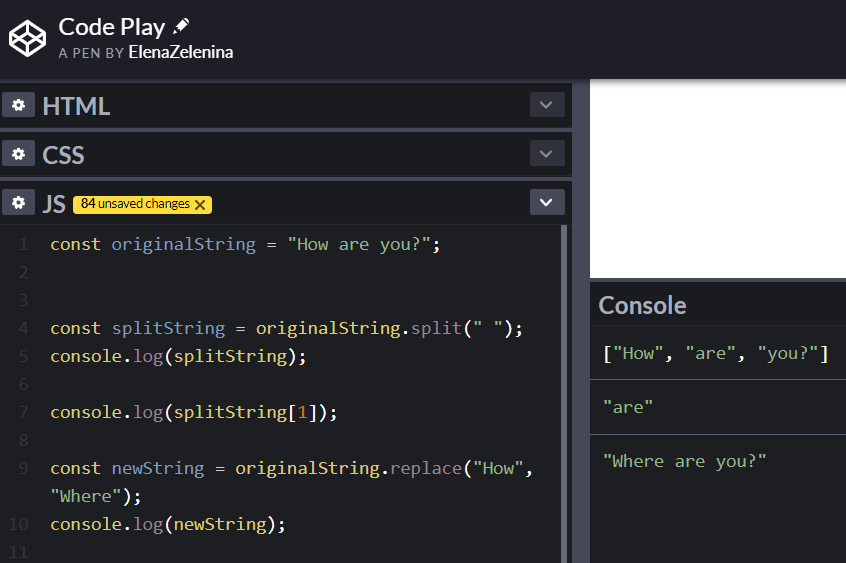 Code Play
A PEN BY ElenaZelenina
HTML
CSS
JS 84 unsaved changes ×
1 const originalString = "How are you?";
2
3
4 const splitString = originalString.split(" ");
5 console.log(splitString);
6
7 console.log(splitString[1]);
8
9 const newString = originalString.replace("How",
"Where");
10 console.log(newString);
11
Console
["How", "are", "you?"]
"are"
"Where are you?"